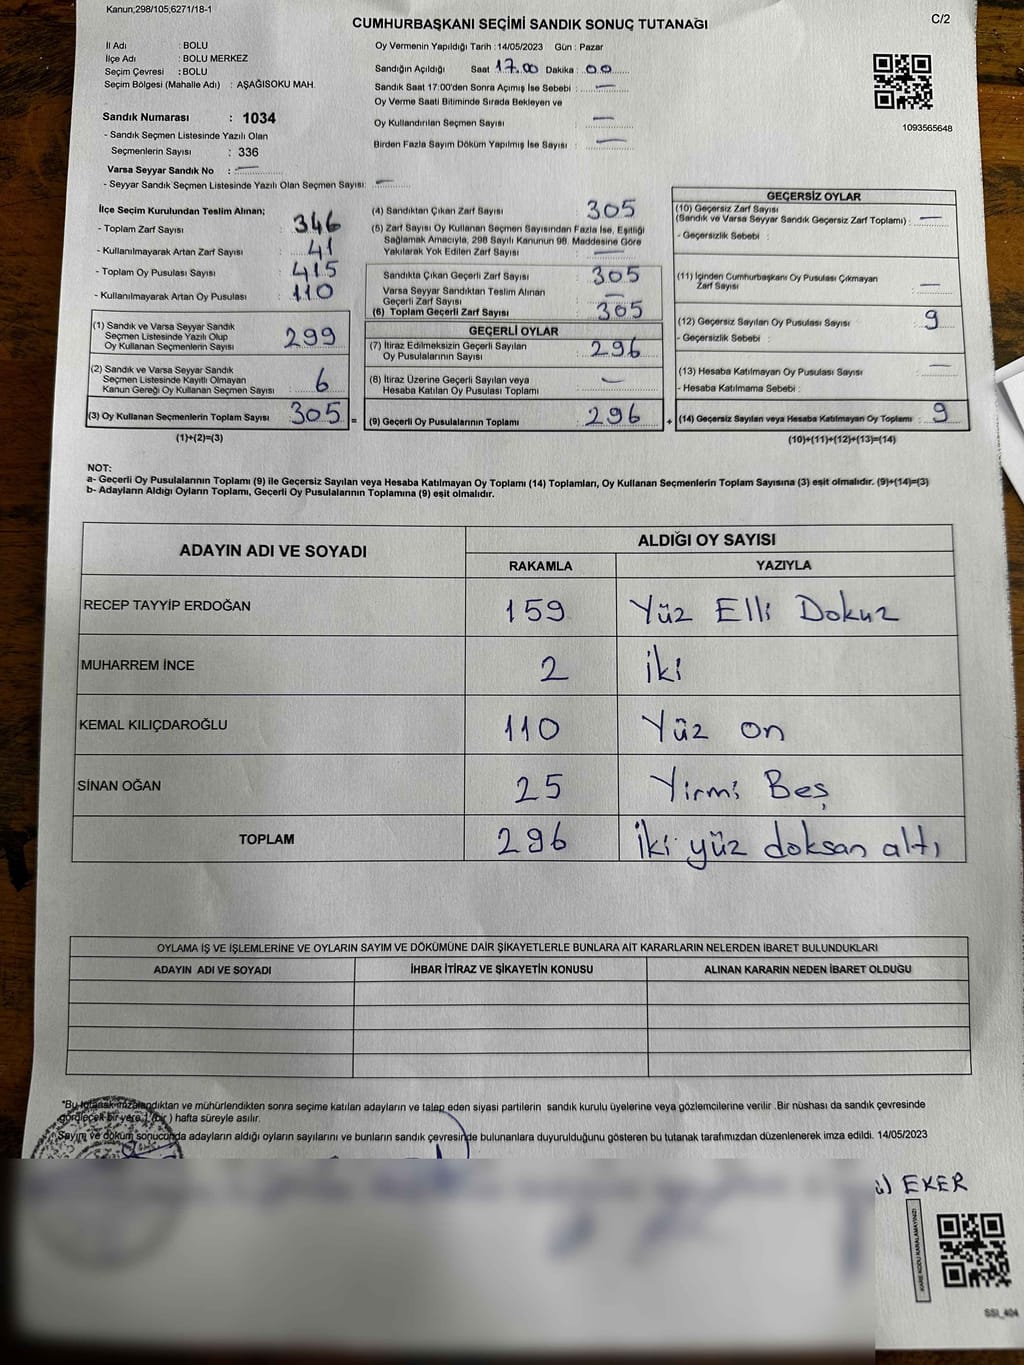 Kanun;298/105,6271/18-1
CUMHURBAŞKANI SEÇİMİ SANDIK SONUÇ TUTANAĞI
C/2
İl Adı : BOLU
İlçe Adı : BOLU MERKEZ
Seçim Çevresi : BOLU
Seçim Bölgesi (Mahalle Adı) : AŞAĞISOKU MAH.
Sandık Numarası : 1034
- Sandık Seçmen Listesinde Yazılı Olan
Seçmenlerin Sayısı : 336
Varsa Seyyar Sandık No : —
- Seyyar Sandık Seçmen Listesinde Yazılı Olan Seçmen Sayısı: —
Oy Vermenin Yapıldığı Tarih : 14/05/2023 Gün : Pazar
Sandığın Açıldığı Saat 17.00 Dakika : 00
Sandık Saat 17:00'den Sonra Açımış İse Sebebi : —
Oy Verme Saati Bitiminde Sırada Bekleyen ve
Oy Kullandırılan Seçmen Sayısı : —
Birden Fazla Sayım Döküm Yapılmış İse Sayısı : —
1093565648
İlçe Seçim Kurulundan Teslim Alınan;
- Toplam Zarf Sayısı : 346
- Kullanılmayarak Artan Zarf Sayısı : 41
- Toplam Oy Pusulası Sayısı : 415
- Kullanılmayarak Artan Oy Pusulası : 110
(1) Sandık ve Varsa Seyyar Sandık
Seçmen Listesinde Yazılı Olup
Oy Kullanan Seçmenlerin Sayısı : 299
(2) Sandık ve Varsa Seyyar Sandık
Seçmen Listesinde Kayıtlı Olmayan
Kanun Gereği Oy Kullanan Seçmen Sayısı : 6
(3) Oy Kullanan Seçmenlerin Toplam Sayısı : 305 =
(1)+(2)=(3)
(4) Sandıktan Çıkan Zarf Sayısı : 305
(5) Zarf Sayısı Oy Kullanan Seçmen Sayısından Fazla İse, Eşitliği
Sağlamak Amacıyla, 298 Sayılı Kanunun 98. Maddesine Göre
Yakılarak Yok Edilen Zarf Sayısı : —
Sandıkta Çıkan Geçerli Zarf Sayısı : 305
Varsa Seyyar Sandıktan Teslim Alınan
Geçerli Zarf Sayısı : —
(6) Toplam Geçerli Zarf Sayısı : 305
GEÇERLİ OYLAR
(7) İtiraz Edilmeksizin Geçerli Sayılan
Oy Pusulalarının Sayısı : 296
(8) İtiraz Üzerine Geçerli Sayılan veya
Hesaba Katılan Oy Pusulası Toplamı : —
(9) Geçerli Oy Pusulalarının Toplamı : 296 +
GEÇERSİZ OYLAR
(10) Geçersiz Zarf Sayısı
(Sandık ve Varsa Seyyar Sandık Geçersiz Zarf Toplamı) : —
- Geçersizlik Sebebi :
(11) İçinden Cumhurbaşkanı Oy Pusulası Çıkmayan
Zarf Sayısı : —
(12) Geçersiz Sayılan Oy Pusulası Sayısı : 9
- Geçersizlik Sebebi :
(13) Hesaba Katılmayan Oy Pusulası Sayısı : —
- Hesaba Katılmama Sebebi :
(14) Geçersiz Sayılan veya Hesaba Katılmayan Oy Toplamı : 9
(10)+(11)+(12)+(13)=(14)
NOT:
a- Geçerli Oy Pusulalarının Toplamı (9) ile Geçersiz Sayılan veya Hesaba Katılmayan Oy Toplamı (14) Toplamları, Oy Kullanan Seçmenlerin Toplam Sayısına (3) eşit olmalıdır. (9)+(14)=(3)
b- Adayların Aldığı Oyların Toplamı, Geçerli Oy Pusulalarının Toplamına (9) eşit olmalıdır.
ADAYIN ADI VE SOYADI
ALDIĞI OY SAYISI
RAKAMLA YAZIYLA
RECEP TAYYİP ERDOĞAN 159 Yüz Elli Dokuz
MUHARREM İNCE 2 iki
KEMAL KILIÇDAROĞLU 110 Yüz on
SİNAN OĞAN 25 Yirmi Beş
TOPLAM 296 iki yüz doksan altı
OYLAMA İŞ VE İŞLEMLERİNE VE OYLARIN SAYIM VE DÖKÜMÜNE DAİR ŞİKAYETLERLE BUNLARA AİT KARARLARIN NELERDEN İBARET BULUNDUKLARI
ADAYIN ADI VE SOYADI İHBAR İTİRAZ VE ŞİKAYETİN KONUSU ALINAN KARARIN NEDEN İBARET OLDUĞU
*Bu tutanak imzalandıktan ve mühürlendikten sonra seçime katılan adayların ve talep eden siyasi partilerin sandık kurulu üyelerine veya gözlemcilerine verilir .Bir nüshası da sandık çevresinde
görülecek bir yere 1 (bir ) hafta süreyle asılır.
Sayım ve döküm sonucunda adayların aldığı oyların sayılarını ve bunların sandık çevresinde bulunanlara duyurulduğunu gösteren bu tutanak tarafımızdan düzenlenerek imza edildi. 14/05/2023
EKER
KARE KODU KARALAMAYINIZ!
SSI_404